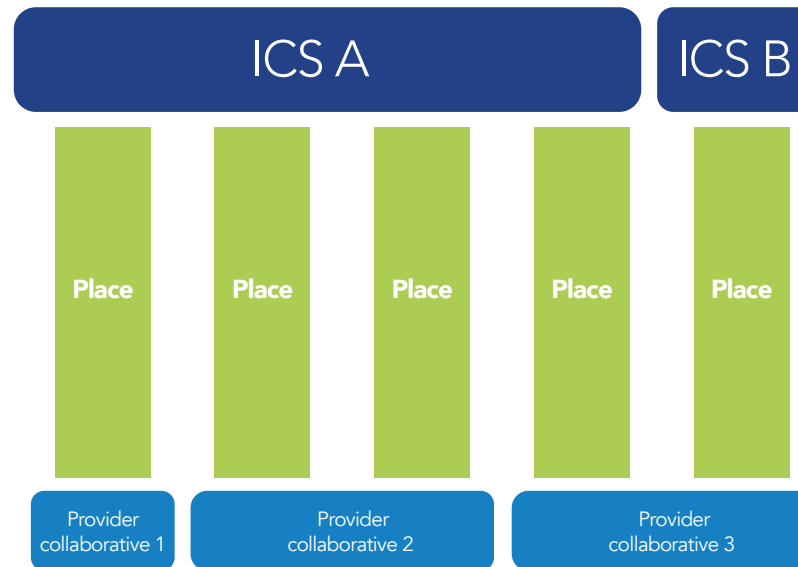 ICS A
ICS B
Place
Place
Place
Place
Place
Provider
collaborative 1
Provider
collaborative 2
Provider
collaborative 3